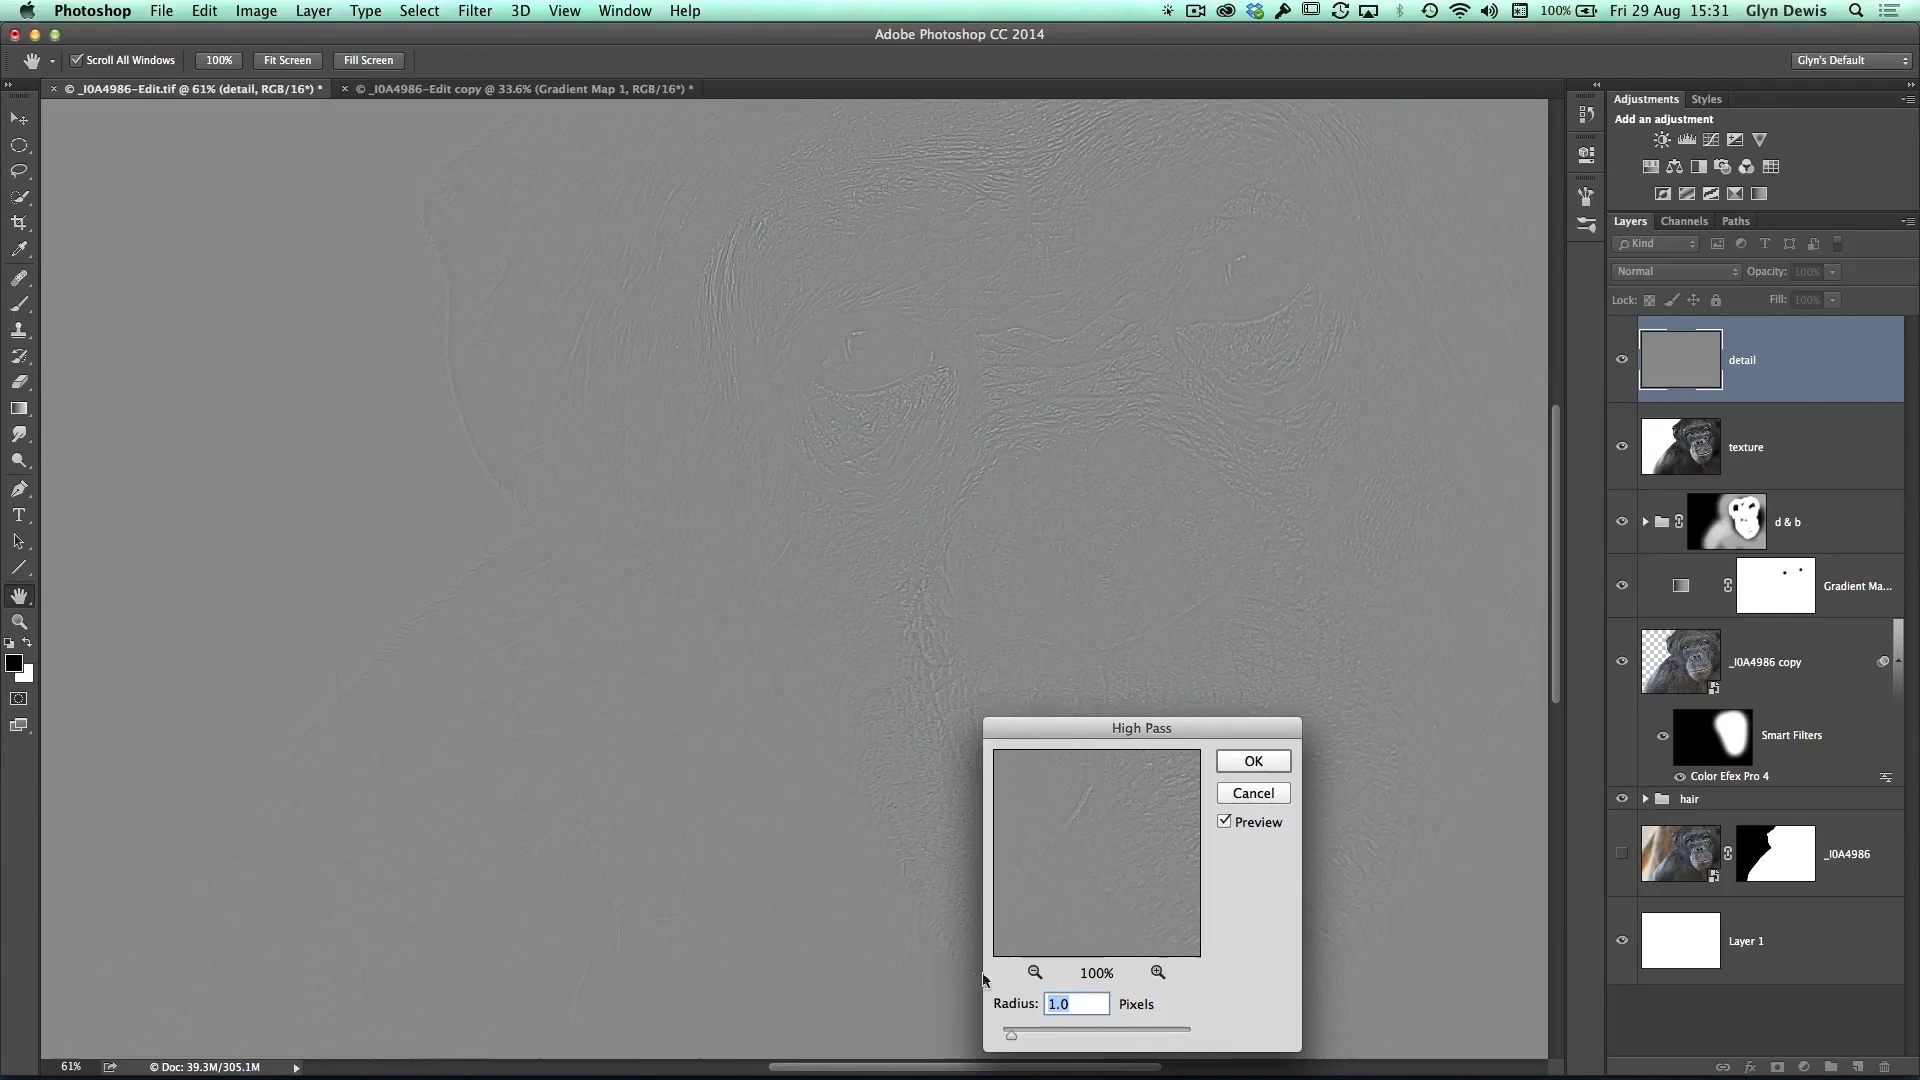 Photoshop File Edit Image Layer Type Select Filter 3D View Window Help 100% Fri 29 Aug 15:31 Glyn Dewis
Adobe Photoshop CC 2014
Scroll All Windows 100% Fit Screen Fill Screen Glyn's Default
© _I0A4986-Edit.tif @ 61% (detail, RGB/16*) * © _I0A4986-Edit copy @ 33.6% (Gradient Map 1, RGB/16*) *
Adjustments Styles
Add an adjustment
Layers Channels Paths
Kind
Normal Opacity: 100%
Lock: Fill: 100%
detail
texture
d & b
Gradient Ma...
_I0A4986 copy
Smart Filters
Color Efex Pro 4
hair
_I0A4986
Layer 1
High Pass
OK
Cancel
Preview
100%
Radius: 1.0 Pixels
61% © Doc: 39.3M/305.1M